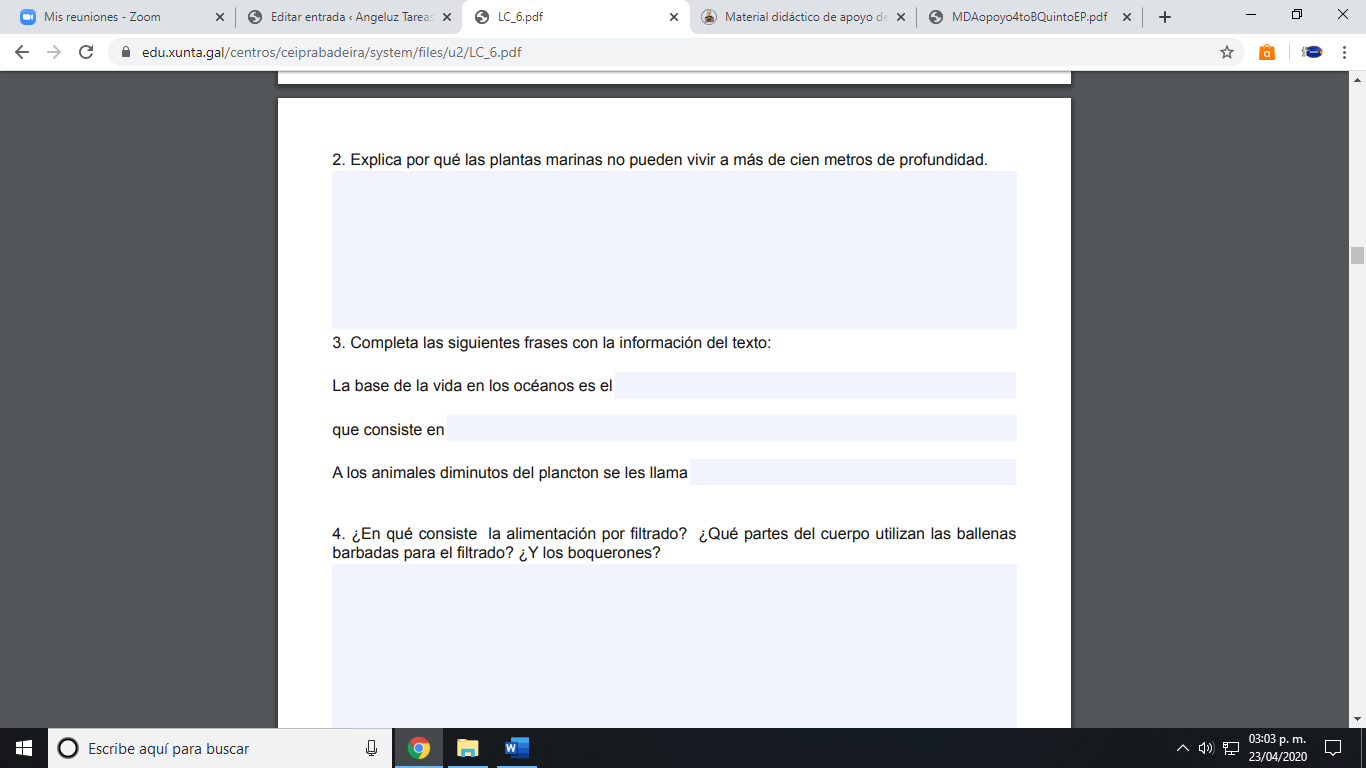 Mis reuniones - Zoom
Editar entrada ‹ Angeluz Tareas
LC_6.pdf
Material didáctico de apoyo de
MDAopoyo4toBQuintoEP.pdf
edu.xunta.gal/centros/ceiprabadeira/system/files/u2/LC_6.pdf
2. Explica por qué las plantas marinas no pueden vivir a más de cien metros de profundidad.
3. Completa las siguientes frases con la información del texto:
La base de la vida en los océanos es el
que consiste en
A los animales diminutos del plancton se les llama
4. ¿En qué consiste la alimentación por filtrado? ¿Qué partes del cuerpo utilizan las ballenas
barbadas para el filtrado? ¿Y los boquerones?
Escribe aquí para buscar
03:03 p. m.
23/04/2020